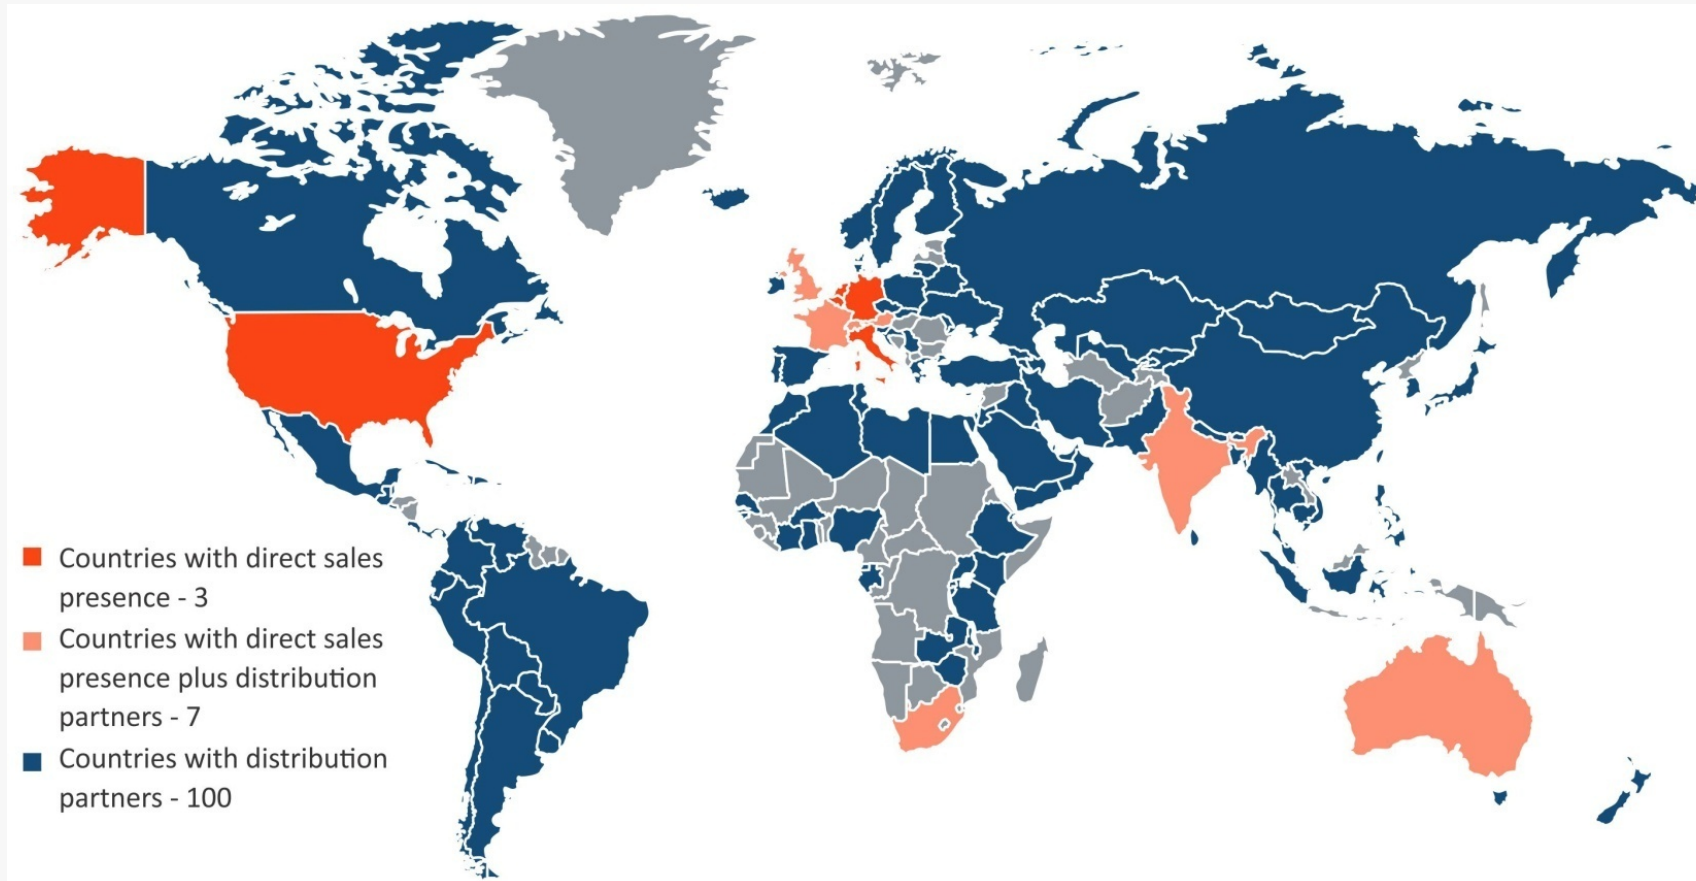 Countries with direct sales
presence - 3
Countries with direct sales
presence plus distribution
partners - 7
Countries with distribution
partners - 100